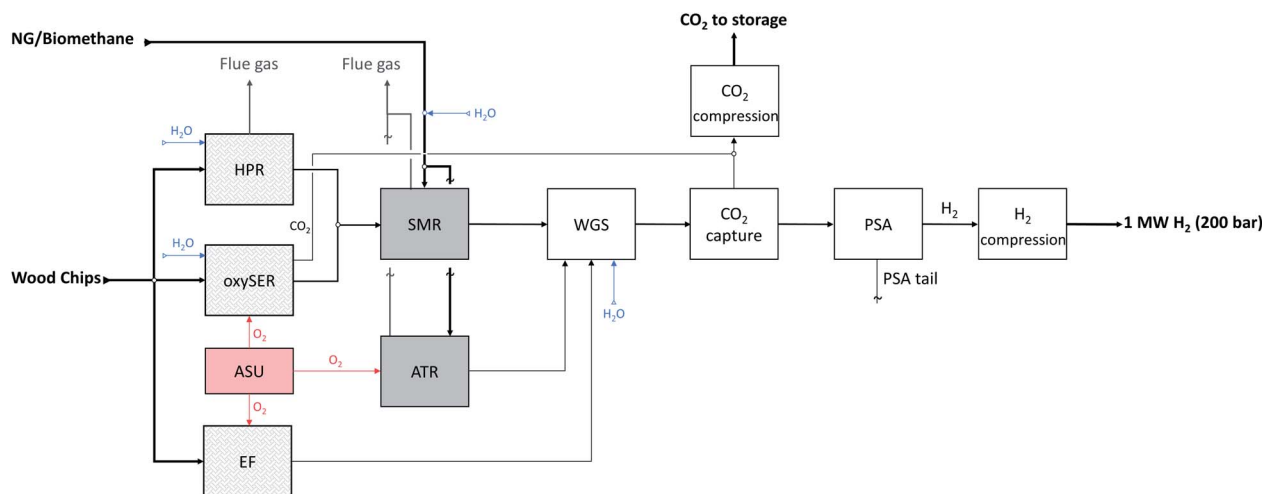 CO₂ to storage
NG/Biomethane
Flue gas
Flue gas
CO₂
compression
H₂O
H₂O
HPR
CO₂
SMR
WGS
CO₂
capture
PSA
H₂
H₂
compression
1 MW H₂ (200 bar)
H₂O
Wood Chips
oxySER
PSA tail
H₂O
O₂
ASU
O₂
ATR
O₂
EF